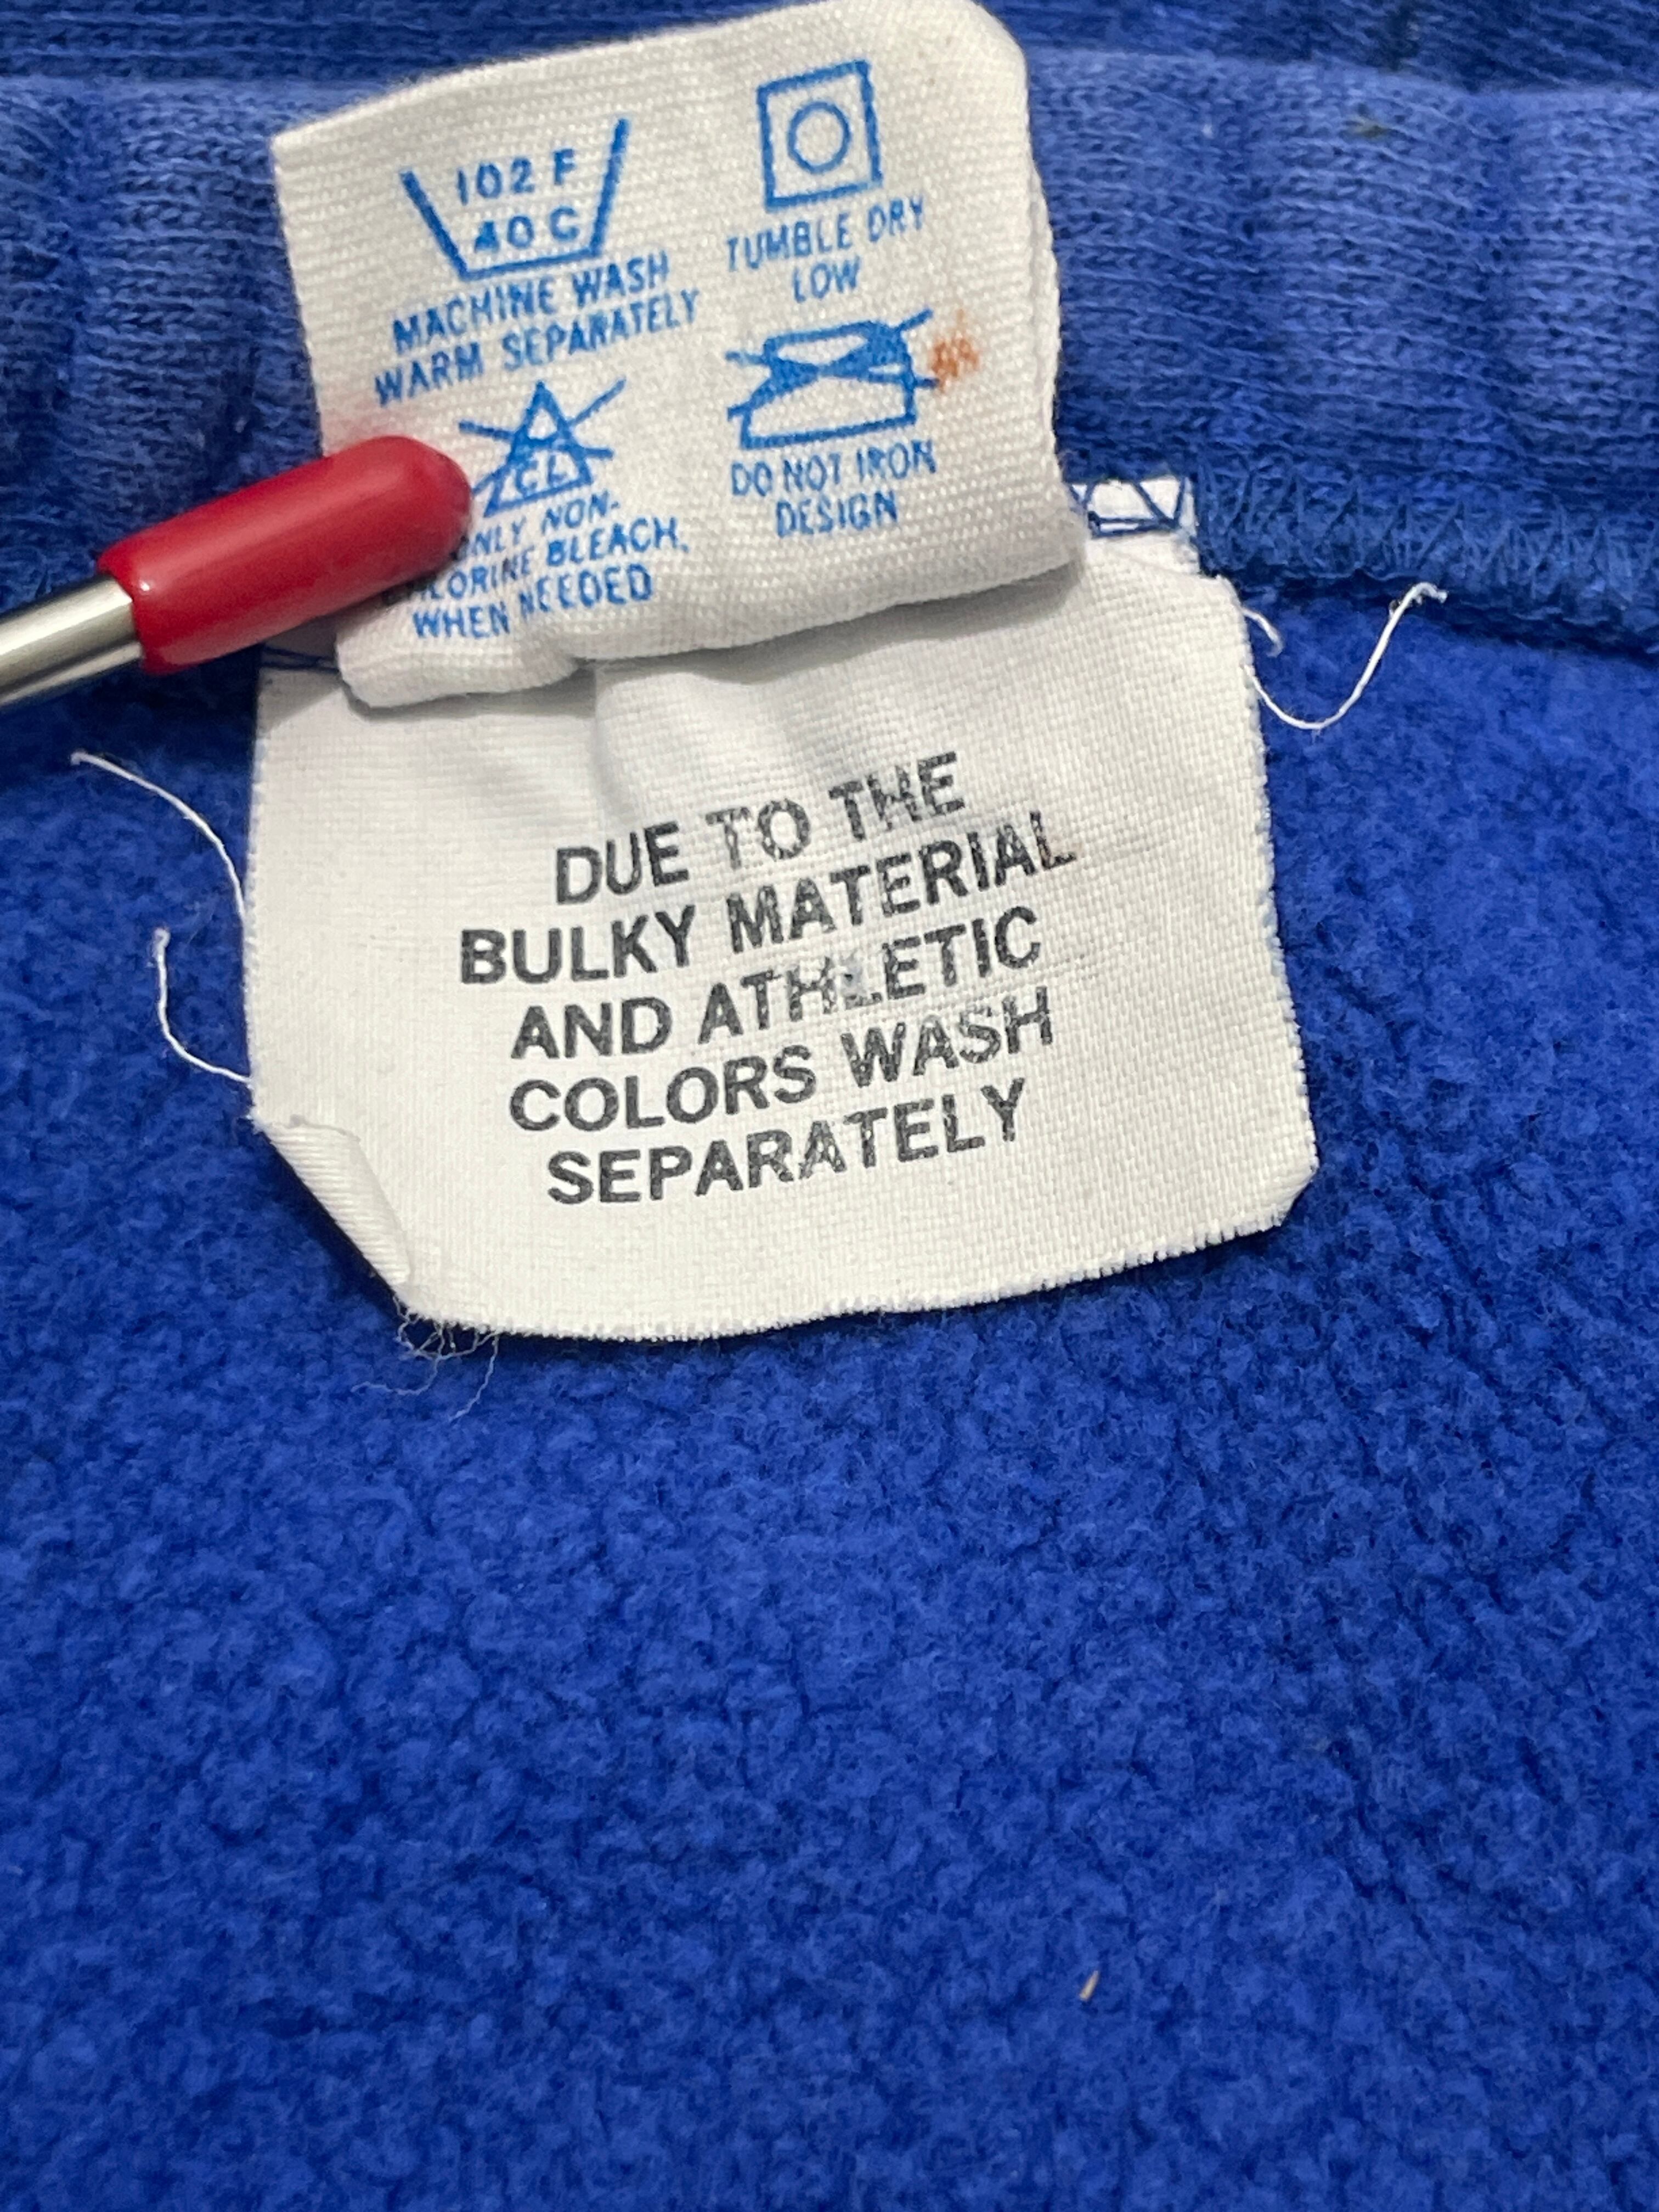 102 F
40 C
MACHINE WASH
WARM SEPARATELY
TUMBLE DRY
LOW
CL
NON-
BLEACH,
WHEN NEEDED
DO NOT IRON
DESIGN
DUE TO THE
BULKY MATERIAL
AND ATHLETIC
COLORS WASH
SEPARATELY